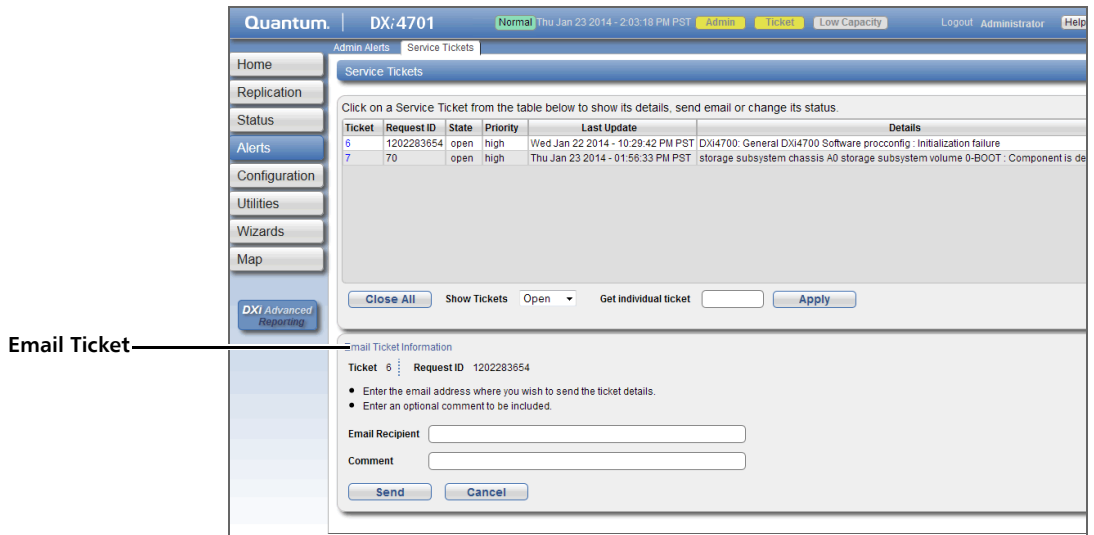 Quantum. DXi4701 Normal Thu Jan 23 2014 - 2:03:18 PM PST Admin Ticket Low Capacity Logout Administrator Help
Admin Alerts Service Tickets
Home
Replication
Status
Alerts
Configuration
Utilities
Wizards
Map
DXi Advanced
Reporting
Service Tickets
Click on a Service Ticket from the table below to show its details, send email or change its status.
Ticket Request ID State Priority Last Update Details
6 1202283654 open high Wed Jan 22 2014 - 10:29:42 PM PST DXi4700: General DXi4700 Software procconfig : Initialization failure
7 70 open high Thu Jan 23 2014 - 01:56:33 PM PST storage subsystem chassis A0 storage subsystem volume 0-BOOT : Component is de
Close All Show Tickets Open Get individual ticket Apply
Email Ticket
Email Ticket Information
Ticket 6 Request ID 1202283654
• Enter the email address where you wish to send the ticket details.
• Enter an optional comment to be included.
Email Recipient
Comment
Send Cancel